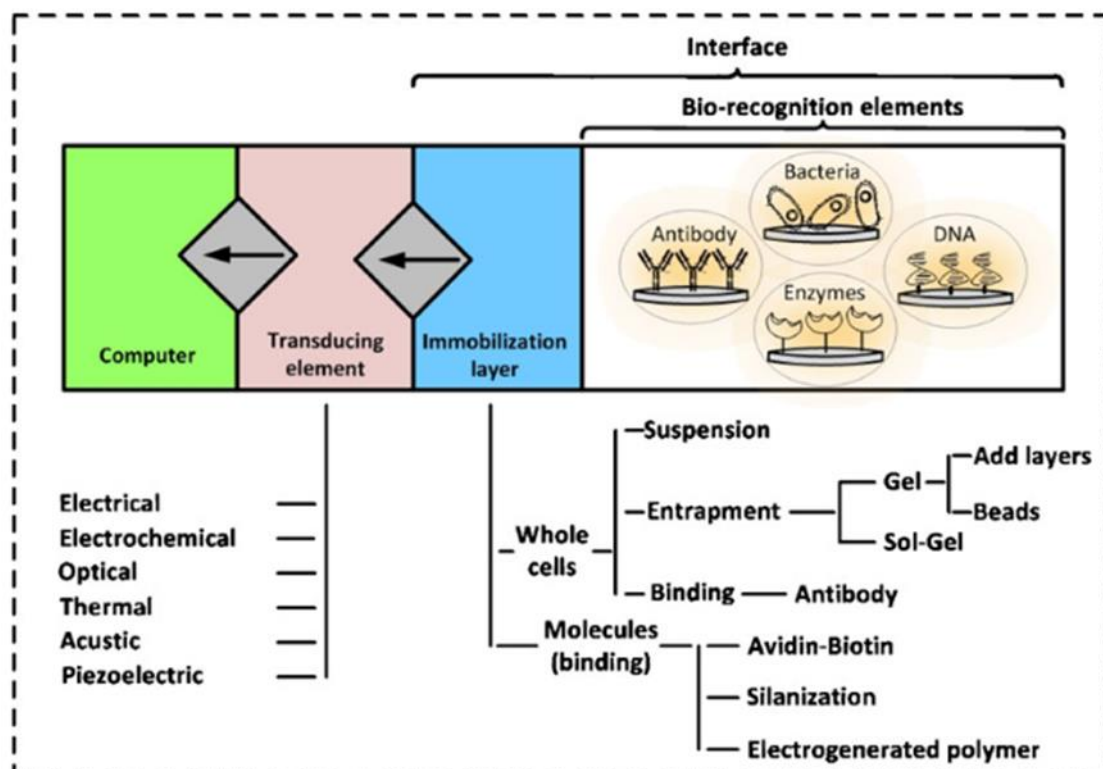 Interface
Bio-recognition elements
Bacteria
Antibody
DNA
Enzymes
Computer
Transducing
element
Immobilization
layer
Electrical
Electrochemical
Optical
Thermal
Acustic
Piezoelectric
Whole
cells
Suspension
Entrapment
Gel
Add layers
Beads
Sol-Gel
Binding
Antibody
Molecules
(binding)
Avidin-Biotin
Silanization
Electrogenerated polymer